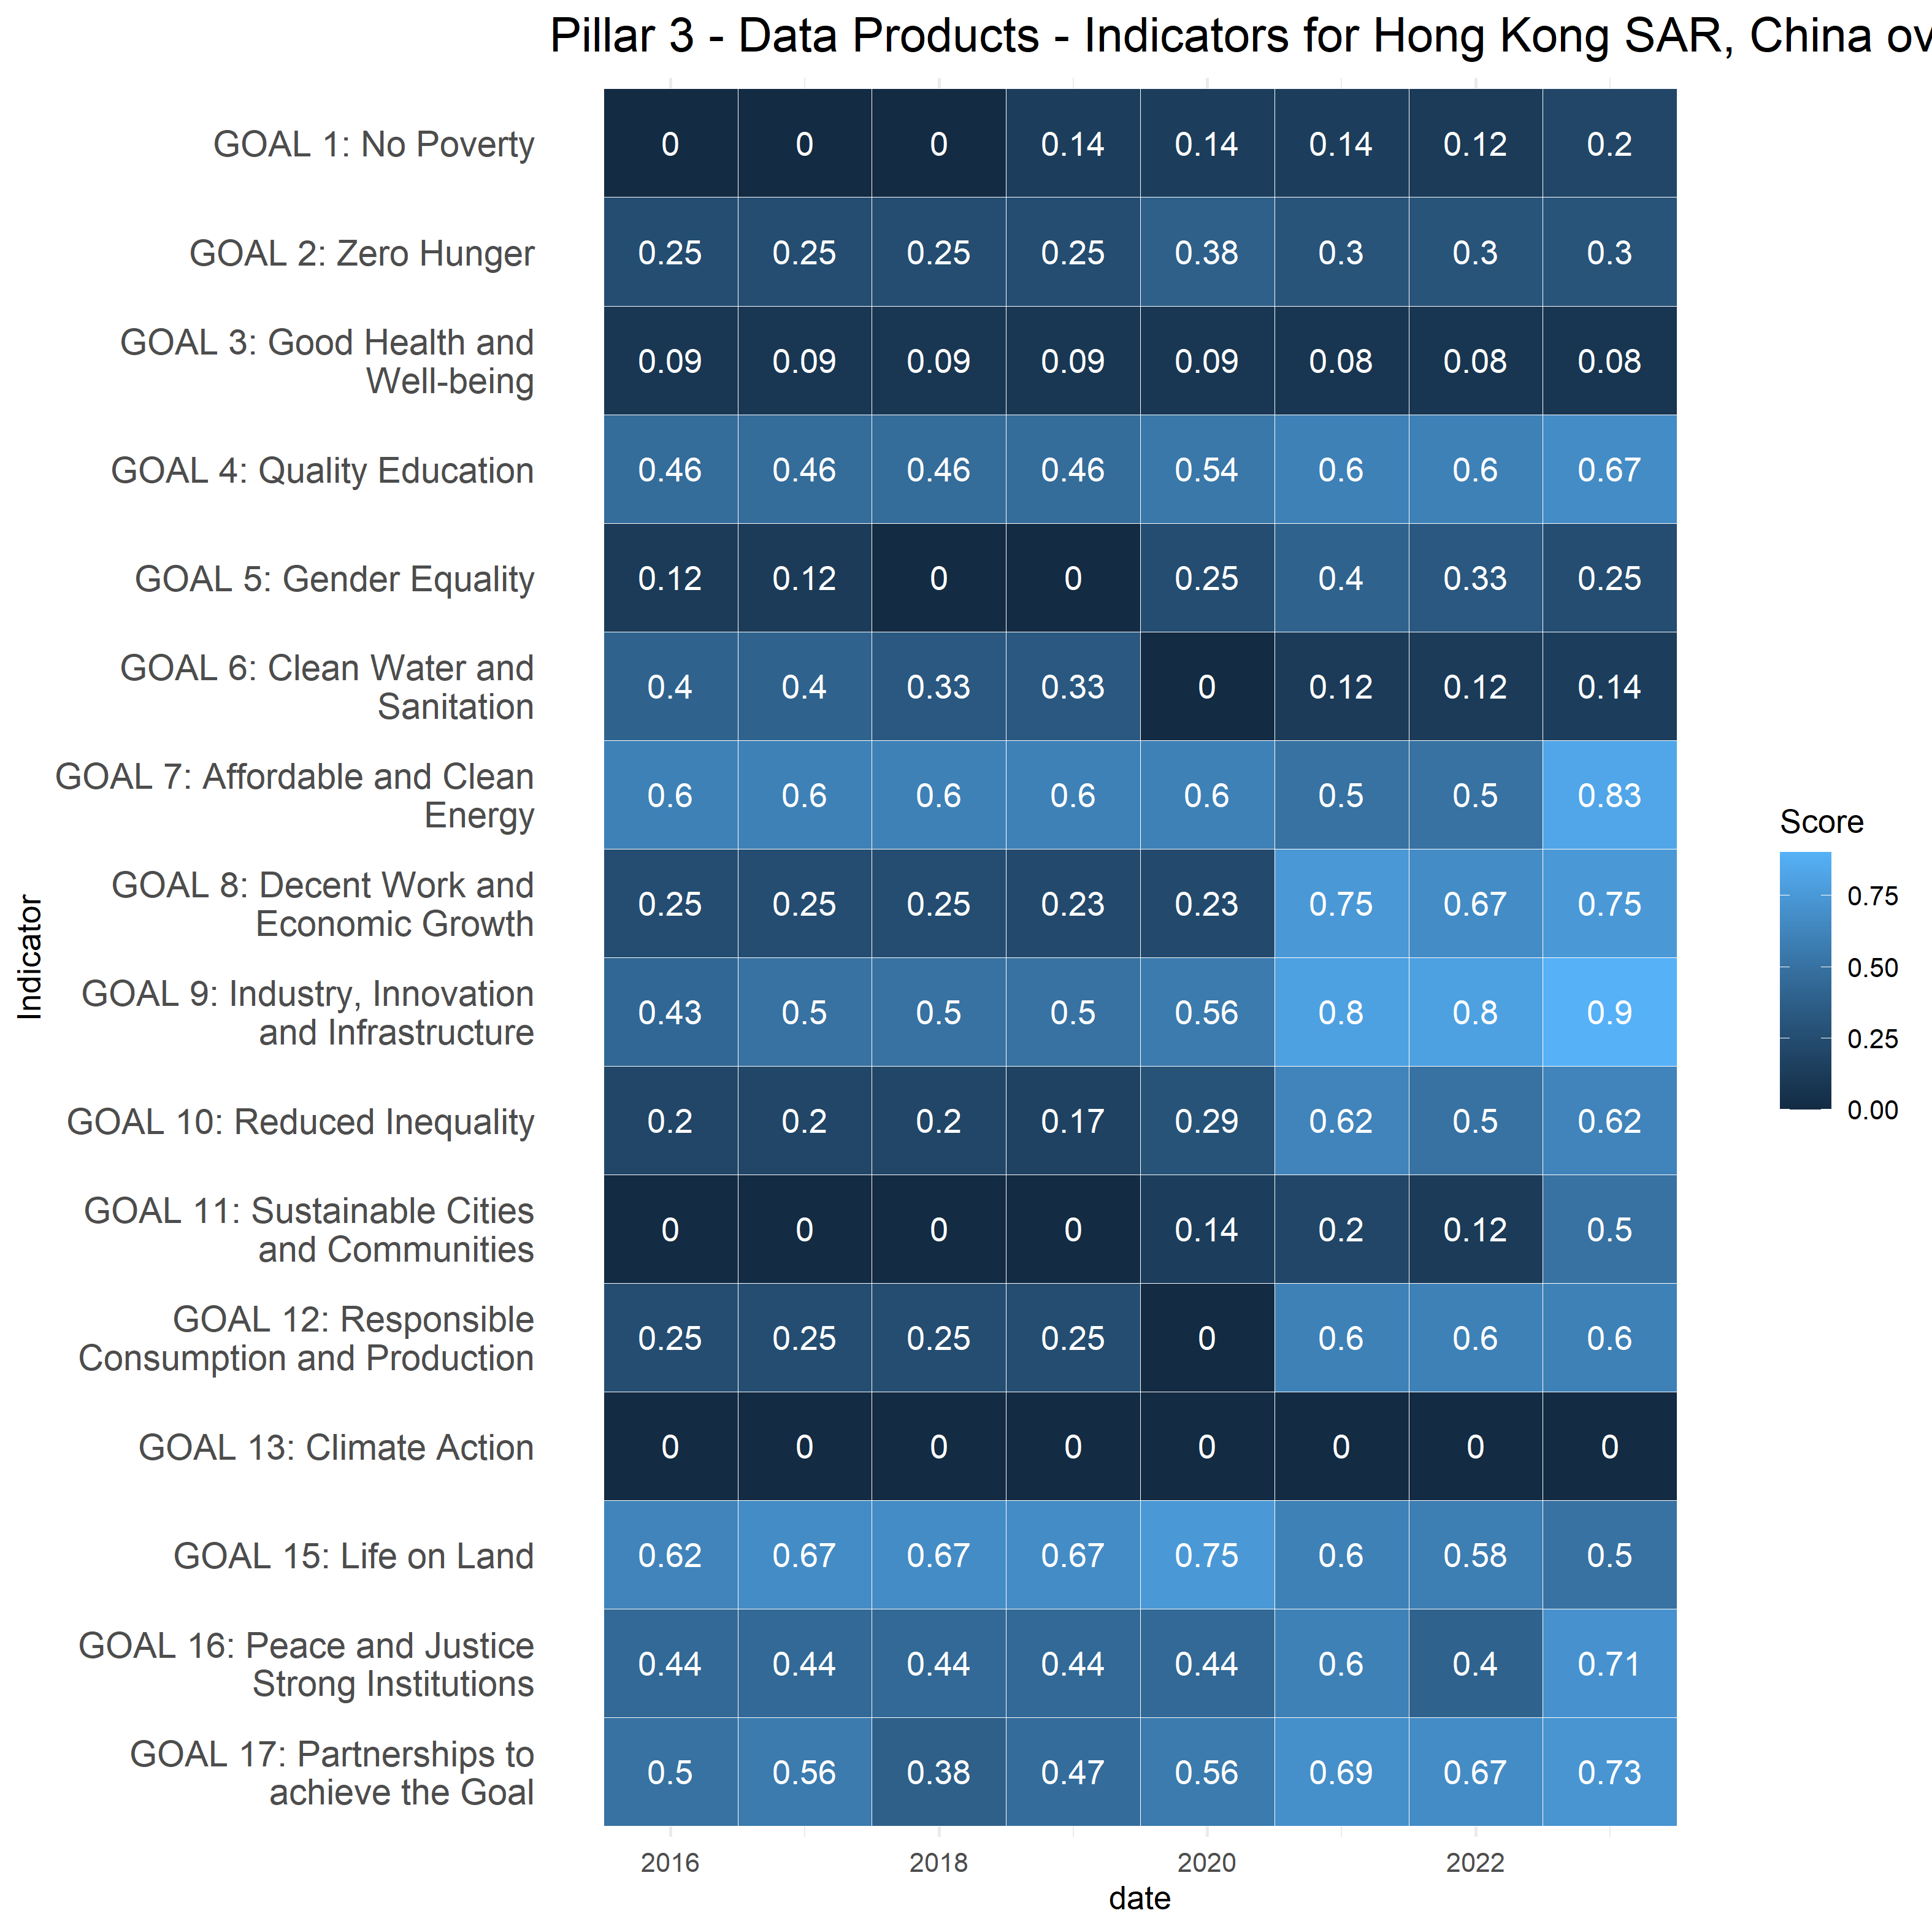 Pillar 3 - Data Products - Indicators for Hong Kong SAR, China ov
GOAL 1: No Poverty
0 0 0 0.14 0.14 0.14 0.12 0.2
GOAL 2: Zero Hunger
0.25 0.25 0.25 0.25 0.38 0.3 0.3 0.3
GOAL 3: Good Health and
Well-being
0.09 0.09 0.09 0.09 0.09 0.08 0.08 0.08
GOAL 4: Quality Education
0.46 0.46 0.46 0.46 0.54 0.6 0.6 0.67
GOAL 5: Gender Equality
0.12 0.12 0 0 0.25 0.4 0.33 0.25
GOAL 6: Clean Water and
Sanitation
0.4 0.4 0.33 0.33 0 0.12 0.12 0.14
GOAL 7: Affordable and Clean
Energy
0.6 0.6 0.6 0.6 0.6 0.5 0.5 0.83
GOAL 8: Decent Work and
Economic Growth
0.25 0.25 0.25 0.23 0.23 0.75 0.67 0.75
GOAL 9: Industry, Innovation
and Infrastructure
0.43 0.5 0.5 0.5 0.56 0.8 0.8 0.9
GOAL 10: Reduced Inequality
0.2 0.2 0.2 0.17 0.29 0.62 0.5 0.62
GOAL 11: Sustainable Cities
and Communities
0 0 0 0 0.14 0.2 0.12 0.5
GOAL 12: Responsible
Consumption and Production
0.25 0.25 0.25 0.25 0 0.6 0.6 0.6
GOAL 13: Climate Action
0 0 0 0 0 0 0 0
GOAL 15: Life on Land
0.62 0.67 0.67 0.67 0.75 0.6 0.58 0.5
GOAL 16: Peace and Justice
Strong Institutions
0.44 0.44 0.44 0.44 0.44 0.6 0.4 0.71
GOAL 17: Partnerships to
achieve the Goal
0.5 0.56 0.38 0.47 0.56 0.69 0.67 0.73
2016 2018 2020 2022
date
Indicator
Score
0.75
0.50
0.25
0.00